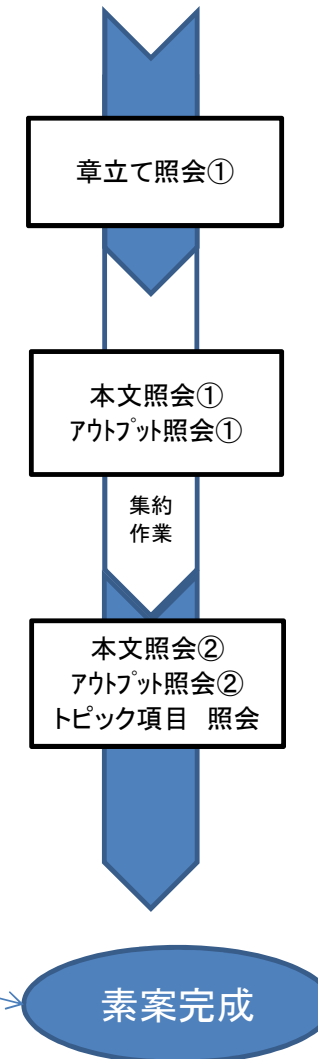 章立て照会①
本文照会①
ｱｳﾄﾌﾟｯﾄ照会①
集約
作業
本文照会②
ｱｳﾄﾌﾟｯﾄ照会②
トピック項目　照会
素案完成